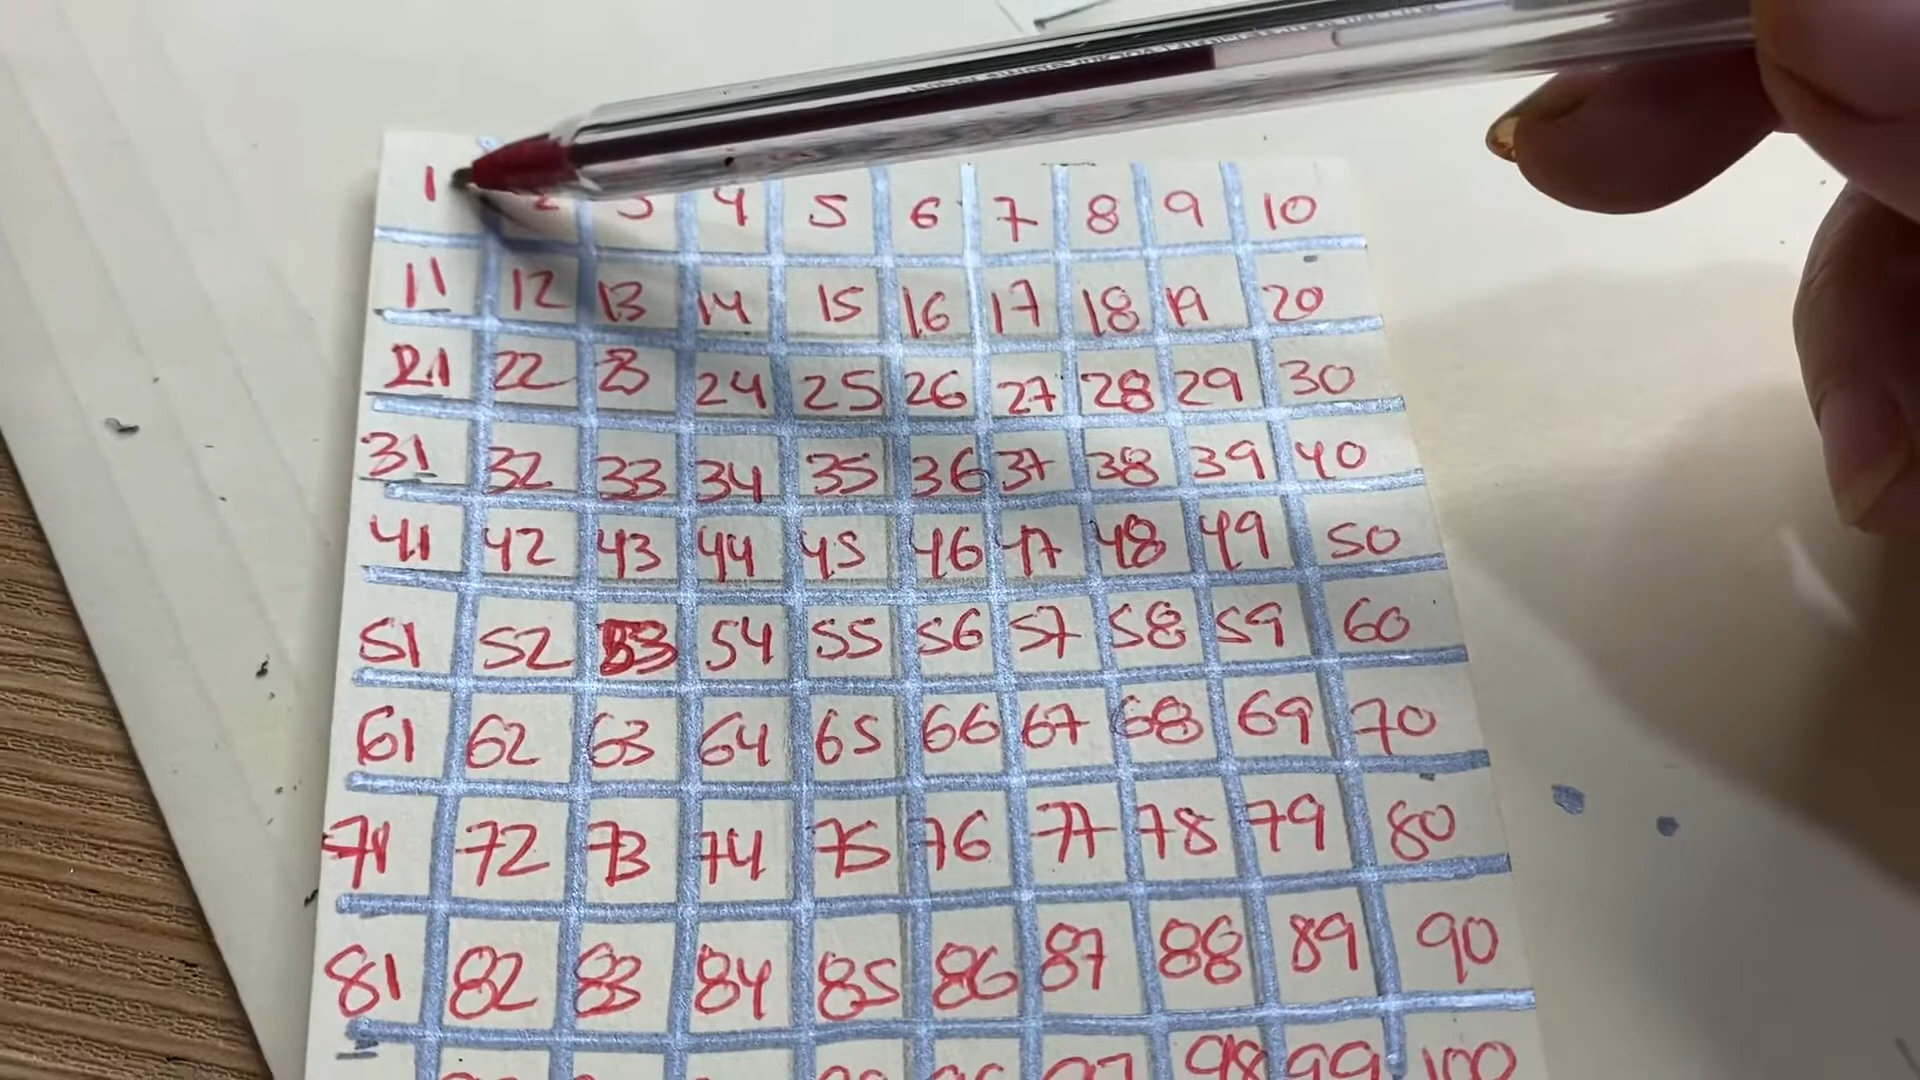 1 2 3 4 5 6 7 8 9 10
11 12 13 14 15 16 17 18 19 20
21 22 23 24 25 26 27 28 29 30
31 32 33 34 35 36 37 38 39 40
41 42 43 44 45 46 47 48 49 50
51 52 53 54 55 56 57 58 59 60
61 62 63 64 65 66 67 68 69 70
71 72 73 74 75 76 77 78 79 80
81 82 83 84 85 86 87 88 89 90
97 98 99 100